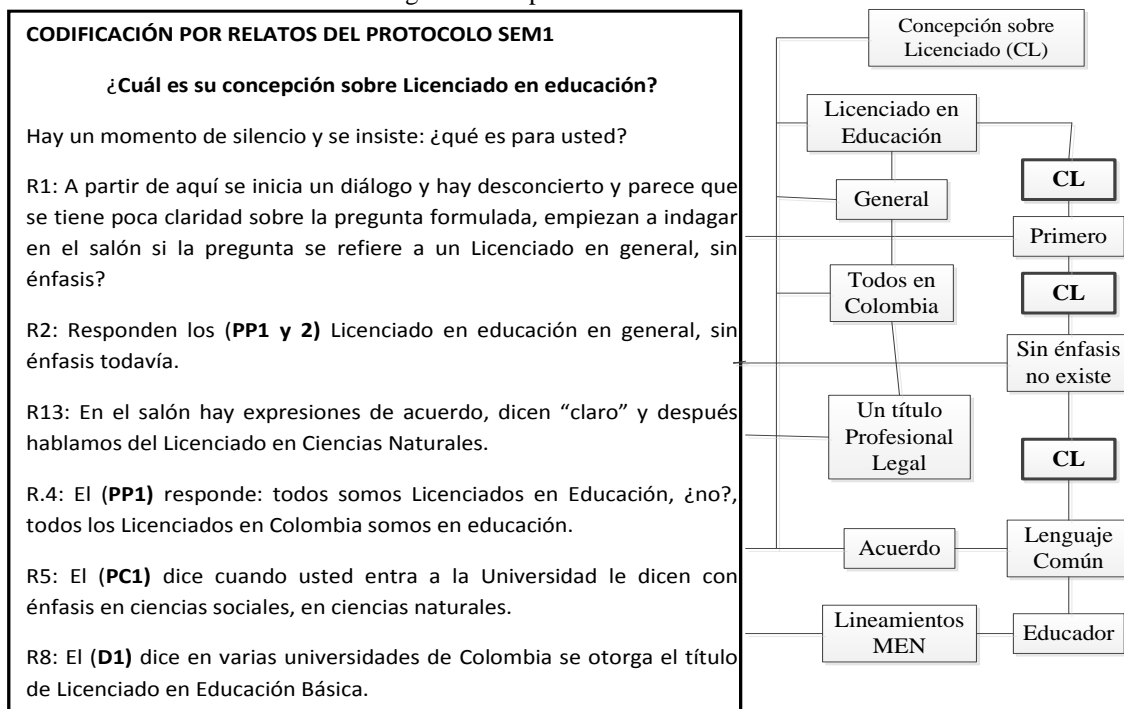 CODIFICACIÓN POR RELATOS DEL PROTOCOLO SEM1
¿Cuál es su concepción sobre Licenciado en educación?
Hay un momento de silencio y se insiste: ¿qué es para usted?
R1: A partir de aquí se inicia un diálogo y hay desconcierto y parece que
se tiene poca claridad sobre la pregunta formulada, empiezan a indagar
en el salón si la pregunta se refiere a un Licenciado en general, sin
énfasis?
R2: Responden los (PP1 y 2) Licenciado en educación en general, sin
énfasis todavía.
R13: En el salón hay expresiones de acuerdo, dicen “claro” y después
hablamos del Licenciado en Ciencias Naturales.
R.4: El (PP1) responde: todos somos Licenciados en Educación, ¿no?,
todos los Licenciados en Colombia somos en educación.
R5: El (PC1) dice cuando usted entra a la Universidad le dicen con
énfasis en ciencias sociales, en ciencias naturales.
R8: El (D1) dice en varias universidades de Colombia se otorga el título
de Licenciado en Educación Básica.
Concepción sobre
Licenciado (CL)
Licenciado en
Educación
CL
General
Primero
Todos en
Colombia
CL
Sin énfasis
no existe
Un título
Profesional
Legal
CL
Acuerdo
Lenguaje
Común
Lineamientos
MEN
Educador